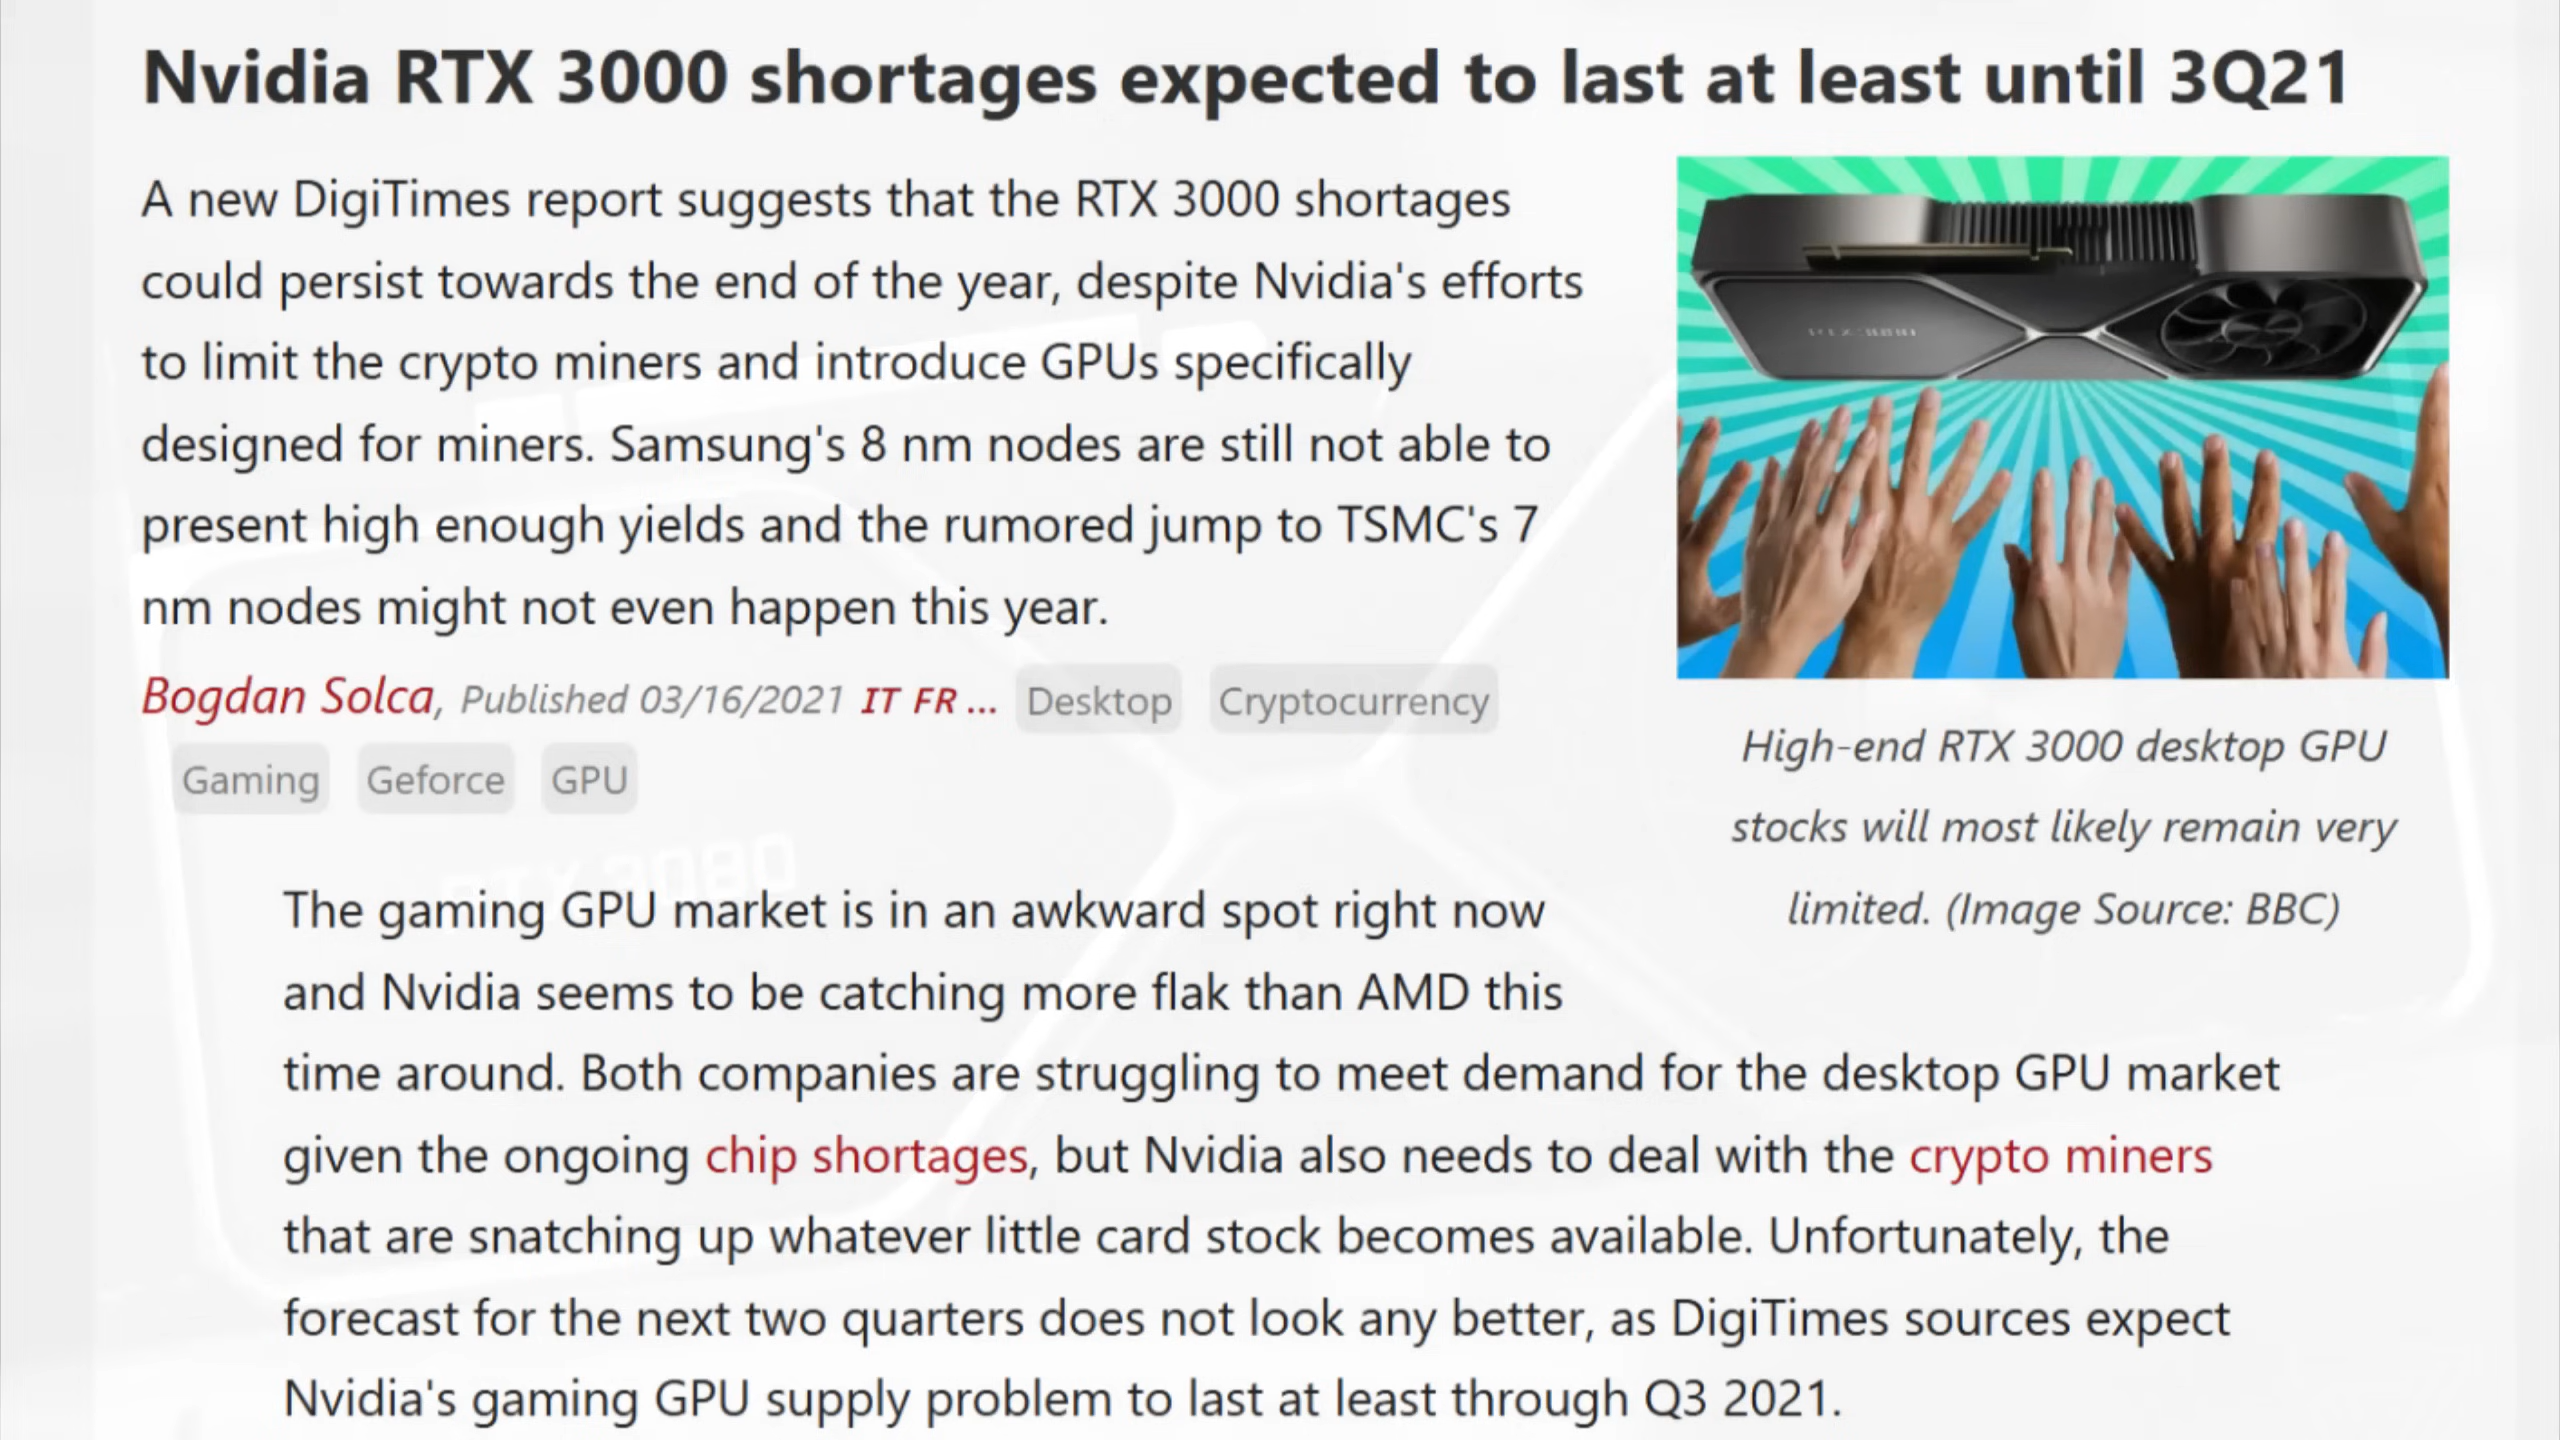 Nvidia RTX 3000 shortages expected to last at least until 3Q21
A new DigiTimes report suggests that the RTX 3000 shortages
could persist towards the end of the year, despite Nvidia's efforts
to limit the crypto miners and introduce GPUs specifically
designed for miners. Samsung's 8 nm nodes are still not able to
present high enough yields and the rumored jump to TSMC's 7
nm nodes might not even happen this year.
Bogdan Solca, Published 03/16/2021 IT FR ... Desktop Cryptocurrency
Gaming Geforce GPU
High-end RTX 3000 desktop GPU
stocks will most likely remain very
limited. (Image Source: BBC)
RTX 3080
The gaming GPU market is in an awkward spot right now
and Nvidia seems to be catching more flak than AMD this
time around. Both companies are struggling to meet demand for the desktop GPU market
given the ongoing chip shortages, but Nvidia also needs to deal with the crypto miners
that are snatching up whatever little card stock becomes available. Unfortunately, the
forecast for the next two quarters does not look any better, as DigiTimes sources expect
Nvidia's gaming GPU supply problem to last at least through Q3 2021.